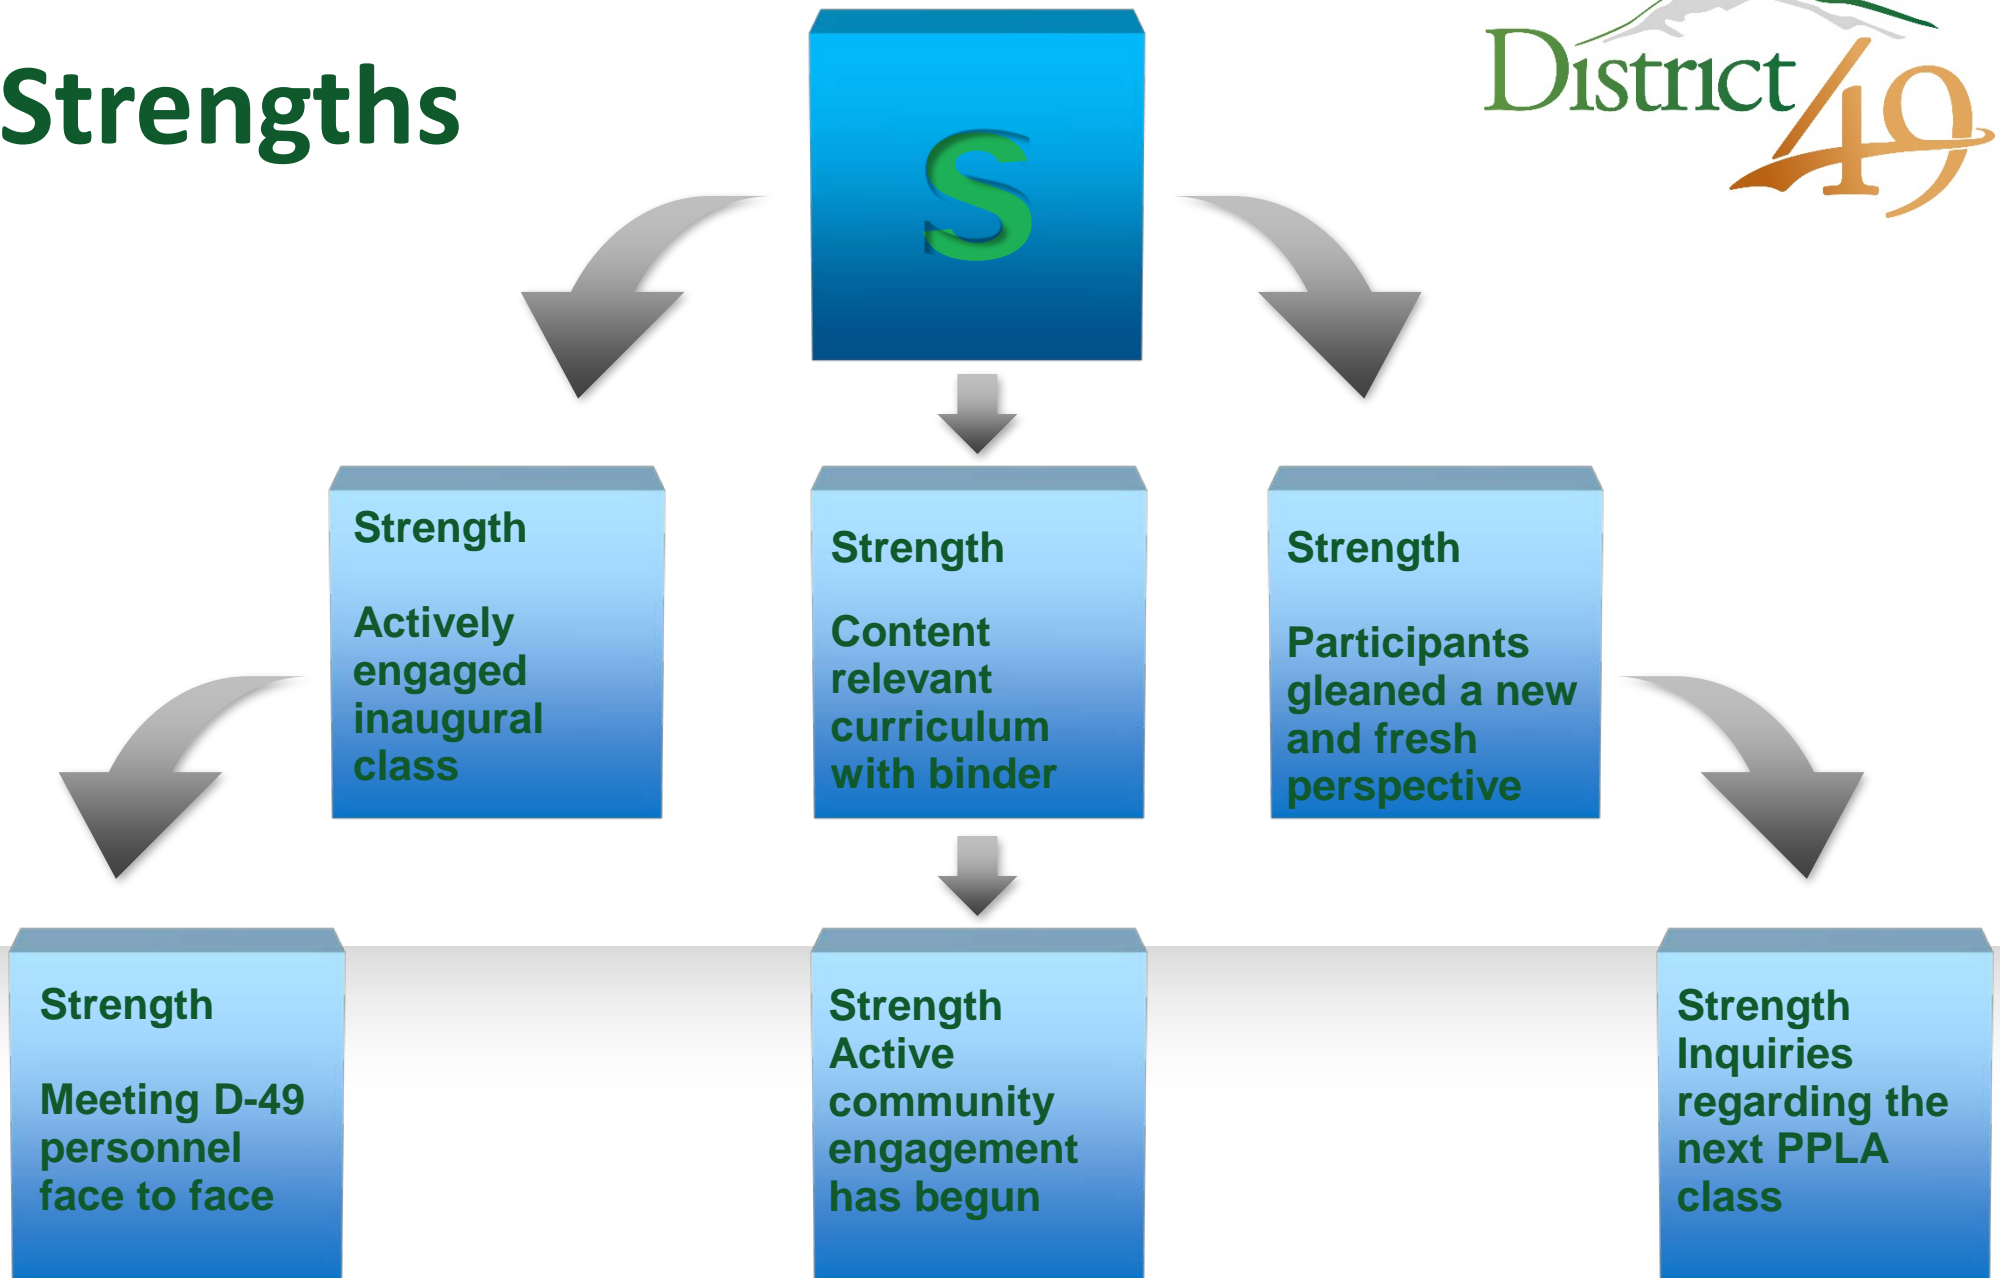 Strengths
District
49
S
Strength
Actively
engaged
inaugural
class
Strength
Content
relevant
curriculum
with binder
Strength
Participants
gleaned a new
and fresh
perspective
Strength
Meeting D-49
personnel
face to face
Strength
Active
community
engagement
has begun
Strength
Inquiries
regarding the
next PPLA
class